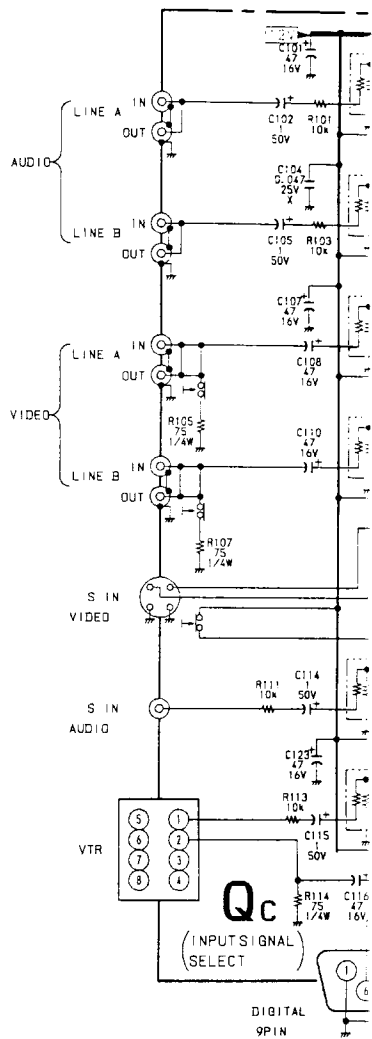 C101
47
16V
LINE A
IN
OUT
C102
1
50V
R101
10k
AUDIO
C104
0.047
25V
X
LINE B
IN
OUT
C105
1
50V
R103
10k
C107
47
16V
LINE A
IN
OUT
C108
47
16V
VIDEO
R105
75
1/4W
C110
47
16V
LINE B
IN
OUT
R107
75
1/4W
S IN
VIDEO
R111
10k
C114
1
50V
S IN
AUDIO
C123
47
16V
R113
10k
C115
1
50V
VTR
5
1
6
2
7
3
8
4
QC
(INPUT SIGNAL
SELECT)
R114
75
1/4W
C116
47
16V
1
6
DIGITAL
9PIN